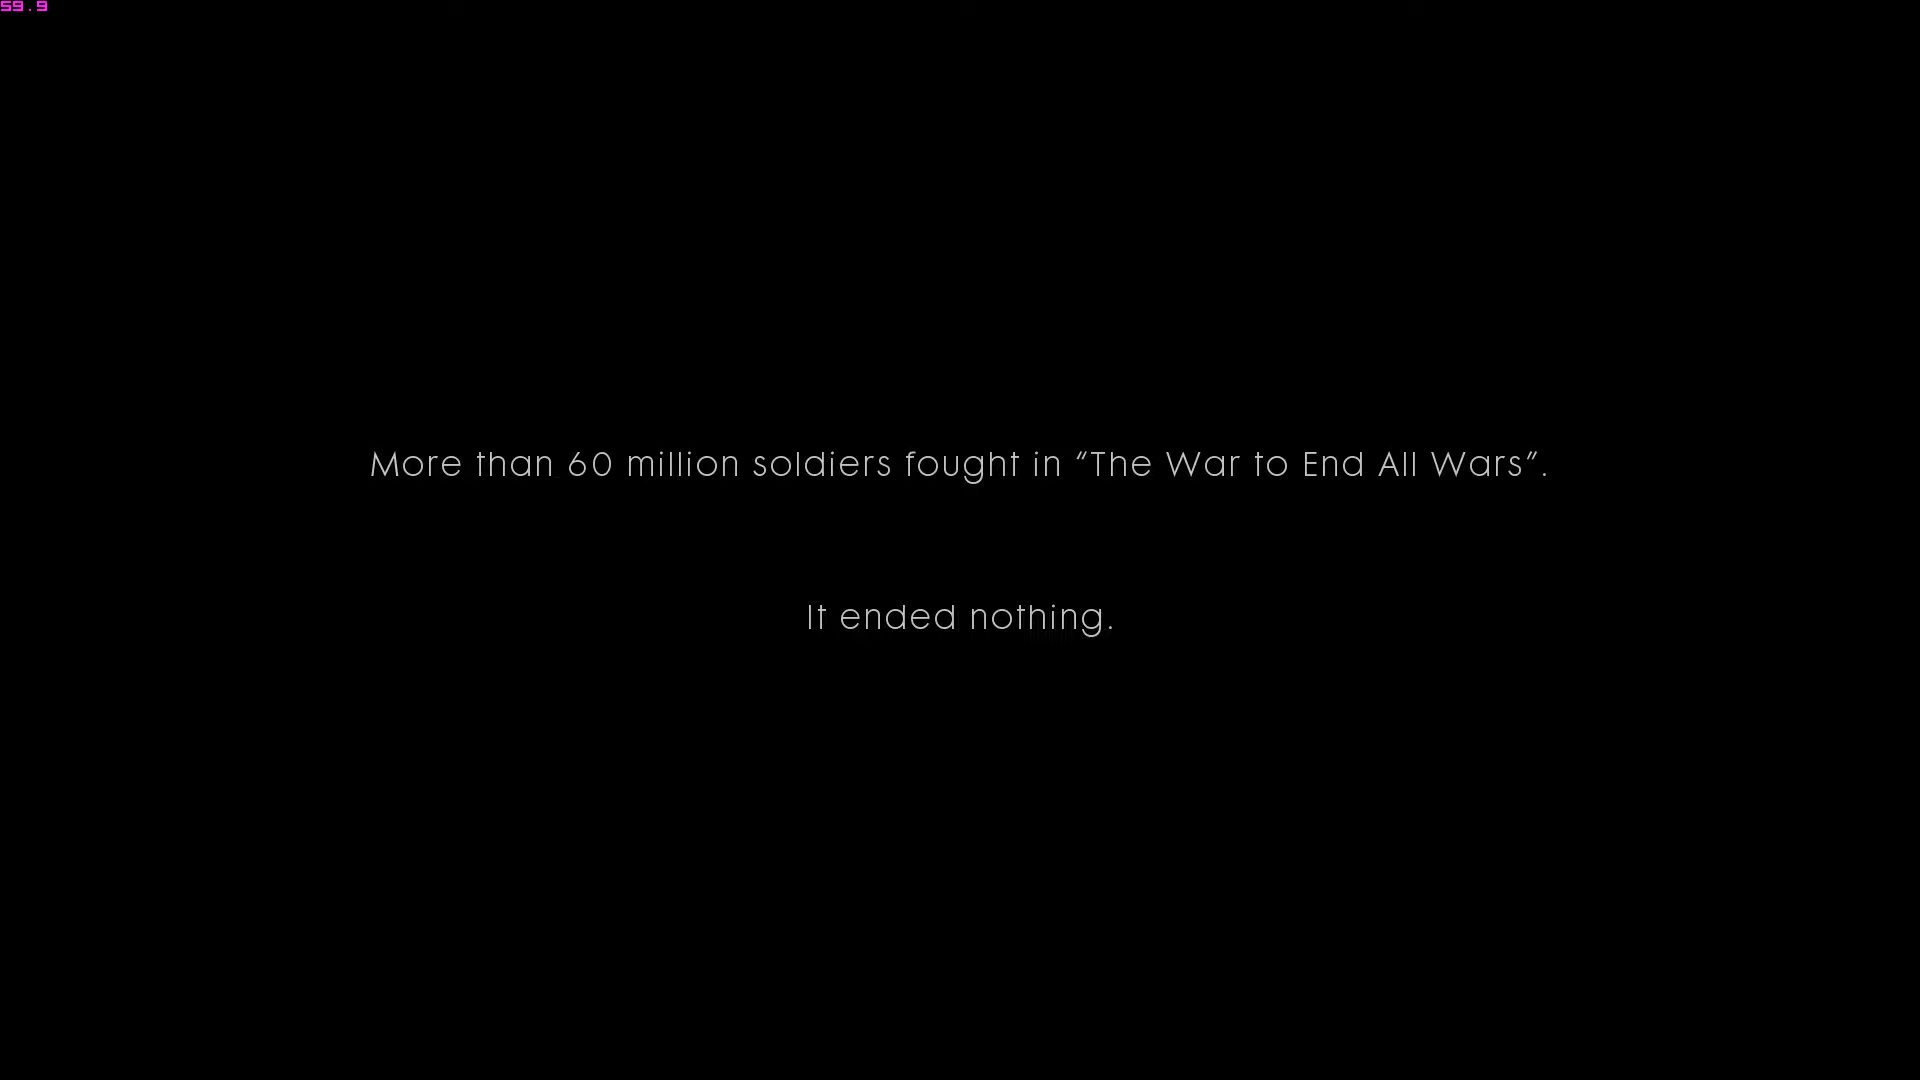 59.9
More than 60 million soldiers fought in “The War to End All Wars”.
It ended nothing.